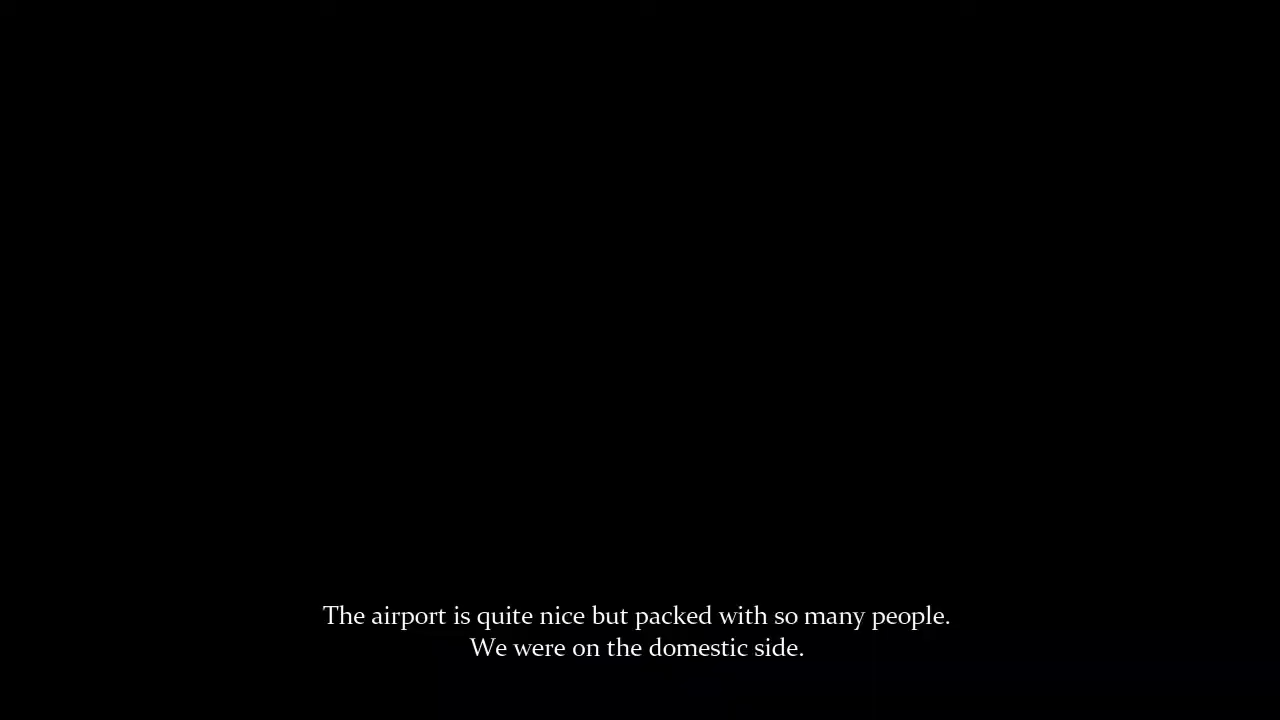 The airport is quite nice but packed with so many people.
We were on the domestic side.